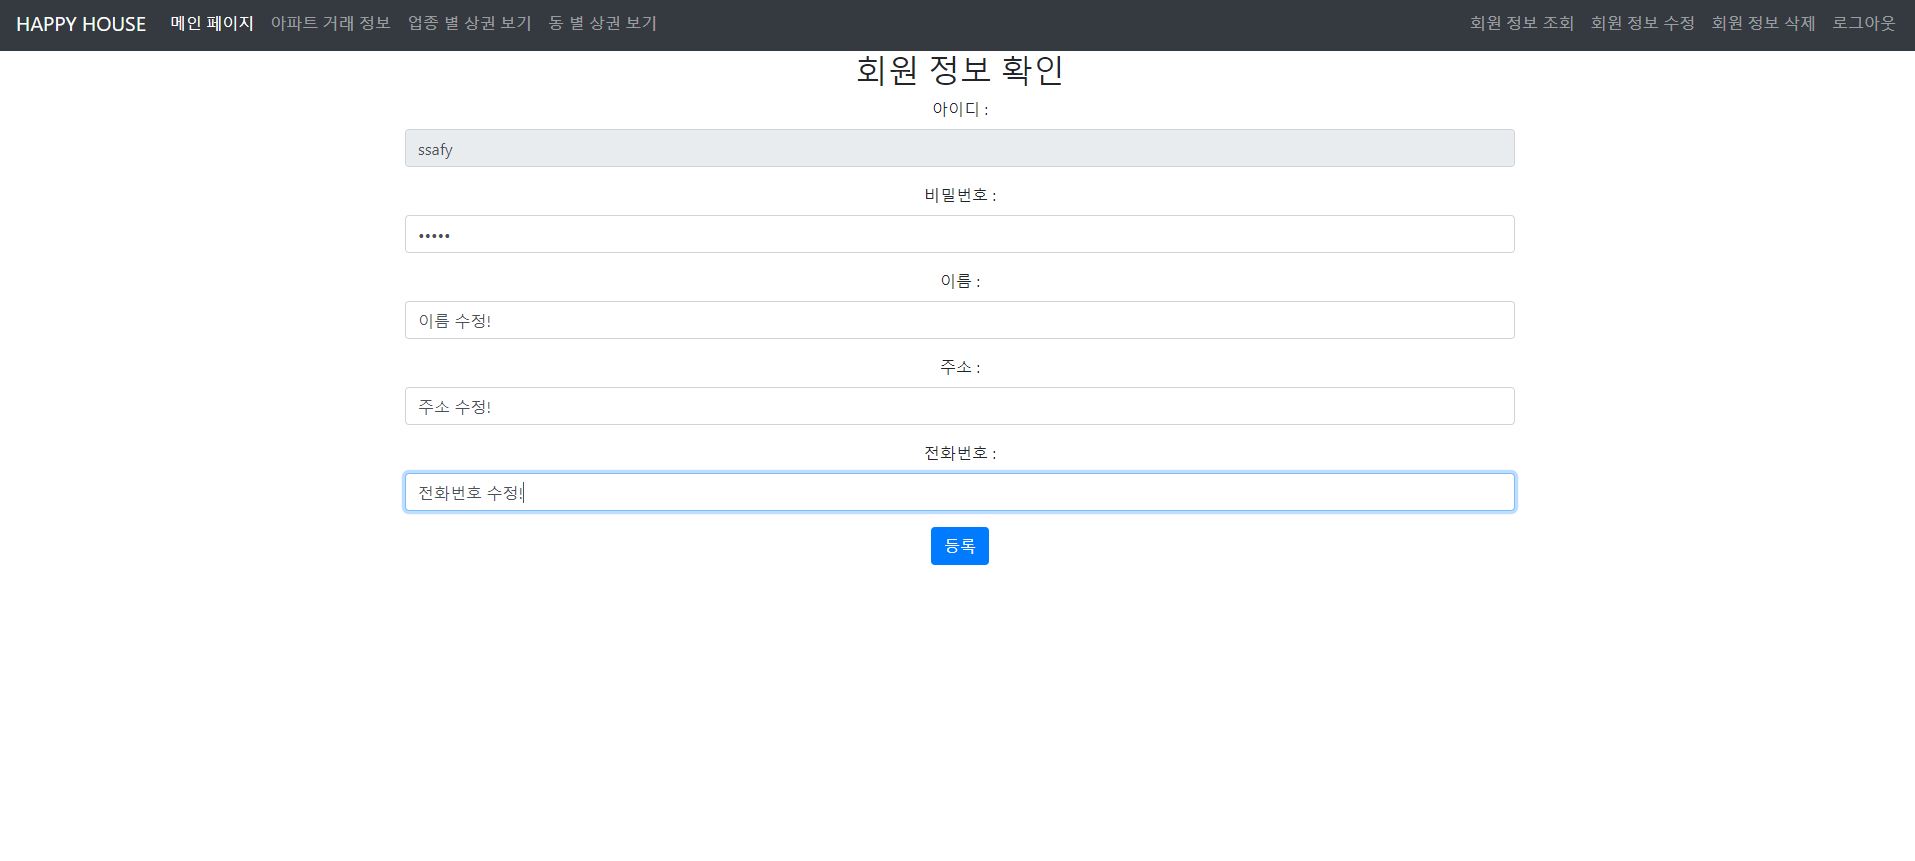 HAPPY HOUSE 메인 페이지 아파트 거래 정보 업종 별 상권 보기 동 별 상권 보기 회원 정보 조회 회원 정보 수정 회원 정보 삭제 로그아웃
회원 정보 확인
아이디 :
ssafy
비밀번호 :
•••••
이름 :
이름 수정!
주소 :
주소 수정!
전화번호 :
전화번호 수정!
등록